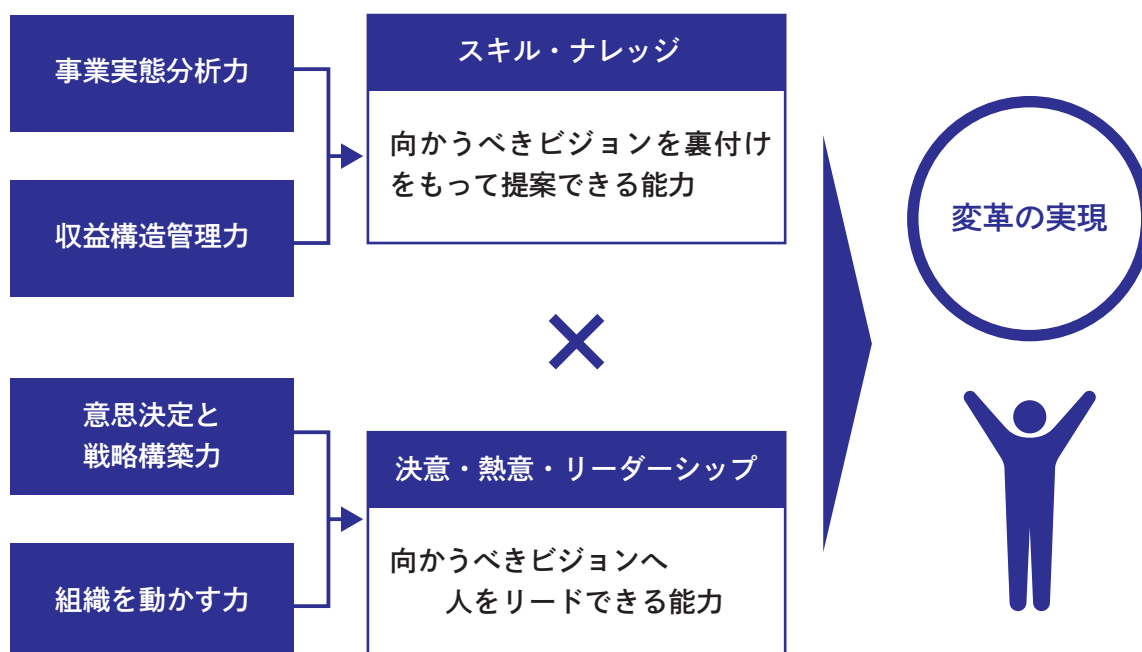 事業実態分析力
収益構造管理力
スキル・ナレッジ
向かうべきビジョンを裏付け
をもって提案できる能力
×
意思決定と
戦略構築力
組織を動かす力
決意・熱意・リーダーシップ
向かうべきビジョンへ
人をリードできる能力
変革の実現